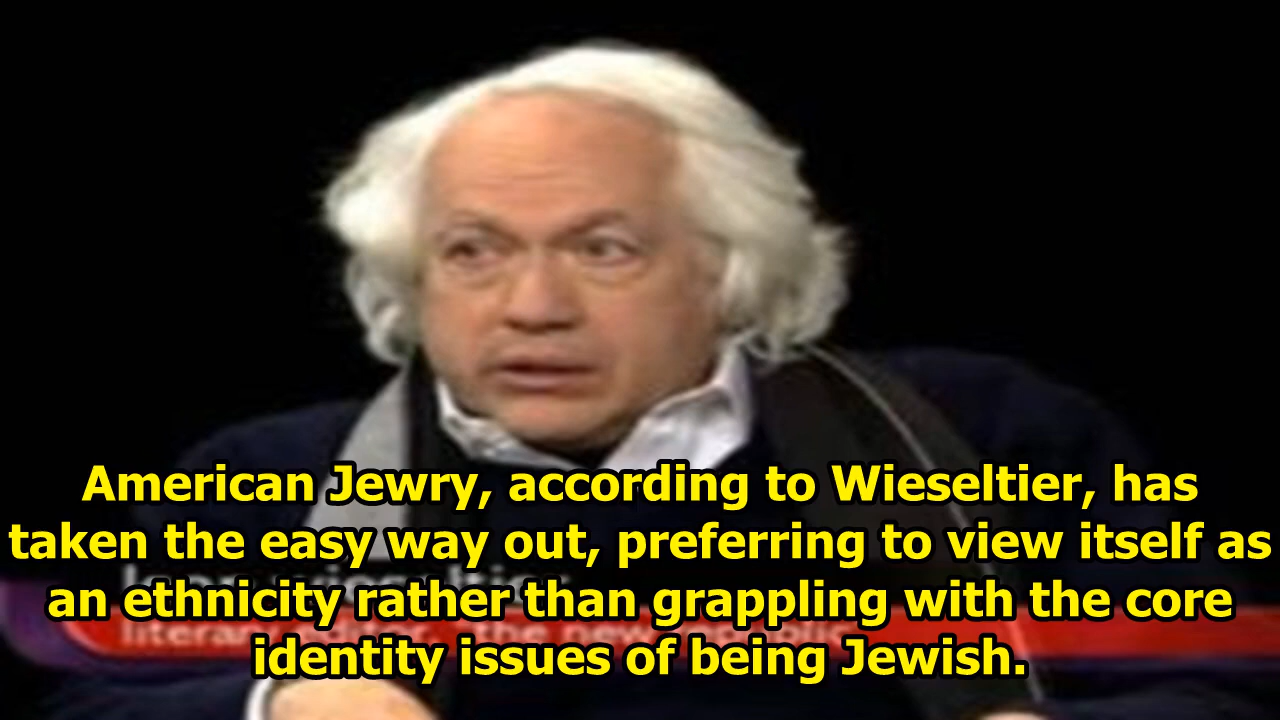 American Jewry, according to Wieseltier, has
taken the easy way out, preferring to view itself as
an ethnicity rather than grappling with the core
identity issues of being Jewish.